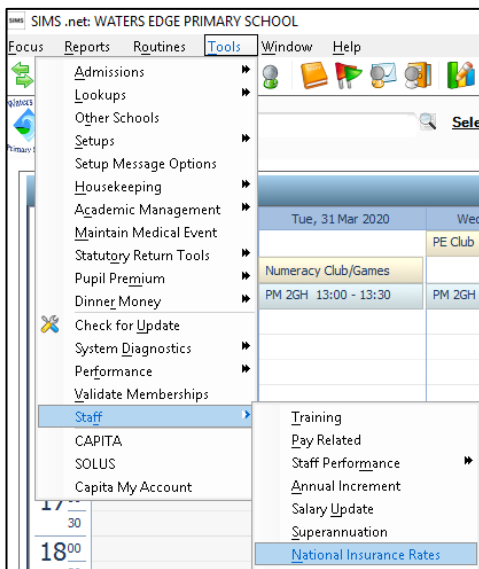 SIMS SIMS .net: WATERS EDGE PRIMARY SCHOOL
Focus Reports Routines Tools Window Help
Admissions
Lookups
Other Schools
Setups
Setup Message Options
Housekeeping
Academic Management
Maintain Medical Event
Statutory Return Tools
Pupil Premium
Dinner Money
Check for Update
System Diagnostics
Performance
Validate Memberships
Staff
CAPITA
SOLUS
Capita My Account
Training
Pay Related
Staff Performance
Annual Increment
Salary Update
Superannuation
National Insurance Rates
Tue, 31 Mar 2020
PE Club
Numeracy Club/Games
PM 2GH 13:00 - 13:30 PM 2GH
30
18 00